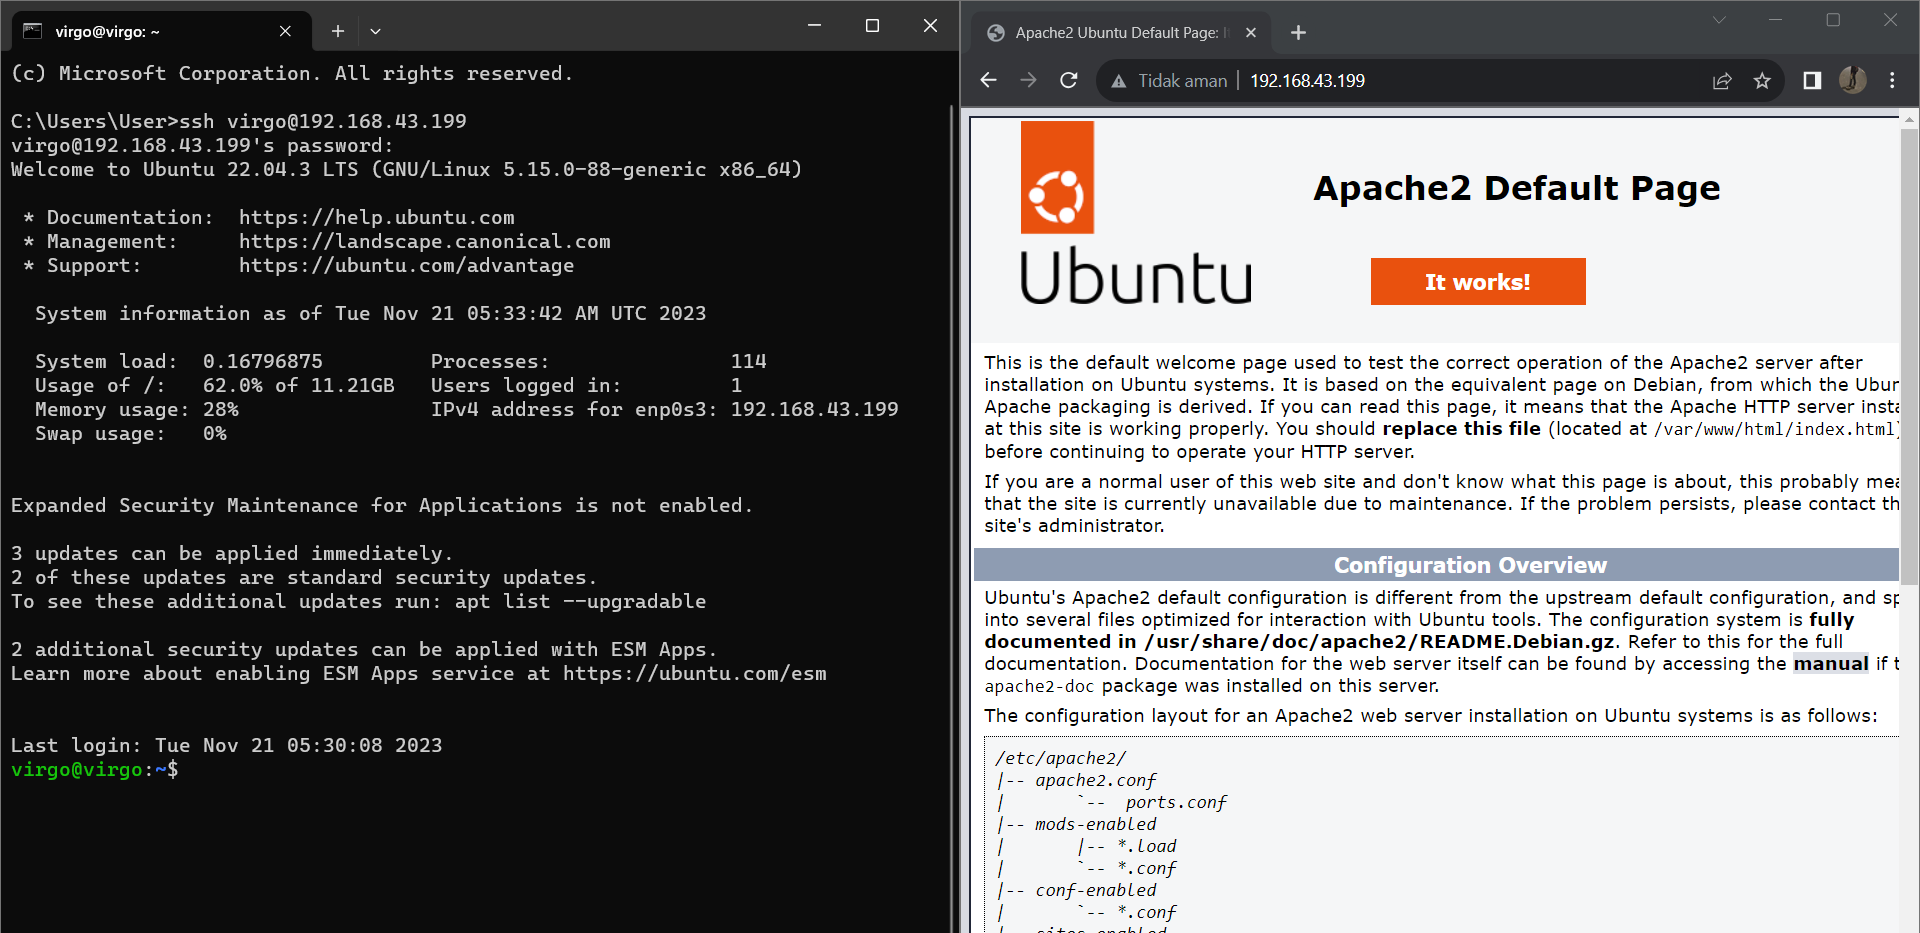 virgo@virgo: ~
(c) Microsoft Corporation. All rights reserved.
C:\Users\User>ssh virgo@192.168.43.199
virgo@192.168.43.199's password:
Welcome to Ubuntu 22.04.3 LTS (GNU/Linux 5.15.0-88-generic x86_64)
* Documentation:  https://help.ubuntu.com
* Management:     https://landscape.canonical.com
* Support:        https://ubuntu.com/advantage
System information as of Tue Nov 21 05:33:42 AM UTC 2023
System load:  0.16796875         Processes:               114
Usage of /:   62.0% of 11.21GB   Users logged in:         1
Memory usage: 28%                IPv4 address for enp0s3: 192.168.43.199
Swap usage:   0%
Expanded Security Maintenance for Applications is not enabled.
3 updates can be applied immediately.
2 of these updates are standard security updates.
To see these additional updates run: apt list --upgradable
2 additional security updates can be applied with ESM Apps.
Learn more about enabling ESM Apps service at https://ubuntu.com/esm
Last login: Tue Nov 21 05:30:08 2023
virgo@virgo:~$
Apache2 Ubuntu Default Page:
Tidak aman | 192.168.43.199
Ubuntu
Apache2 Default Page
It works!
This is the default welcome page used to test the correct operation of the Apache2 server after
installation on Ubuntu systems. It is based on the equivalent page on Debian, from which the Ubun
Apache packaging is derived. If you can read this page, it means that the Apache HTTP server insta
at this site is working properly. You should replace this file (located at /var/www/html/index.html)
before continuing to operate your HTTP server.
If you are a normal user of this web site and don't know what this page is about, this probably mea
that the site is currently unavailable due to maintenance. If the problem persists, please contact th
site's administrator.
Configuration Overview
Ubuntu's Apache2 default configuration is different from the upstream default configuration, and sp
into several files optimized for interaction with Ubuntu tools. The configuration system is fully
documented in /usr/share/doc/apache2/README.Debian.gz. Refer to this for the full
documentation. Documentation for the web server itself can be found by accessing the manual if t
apache2-doc package was installed on this server.
The configuration layout for an Apache2 web server installation on Ubuntu systems is as follows:
/etc/apache2/
|-- apache2.conf
|       `--  ports.conf
|-- mods-enabled
|       |-- *.load
|       `-- *.conf
|-- conf-enabled
|       `-- *.conf
|-- sites-enabled